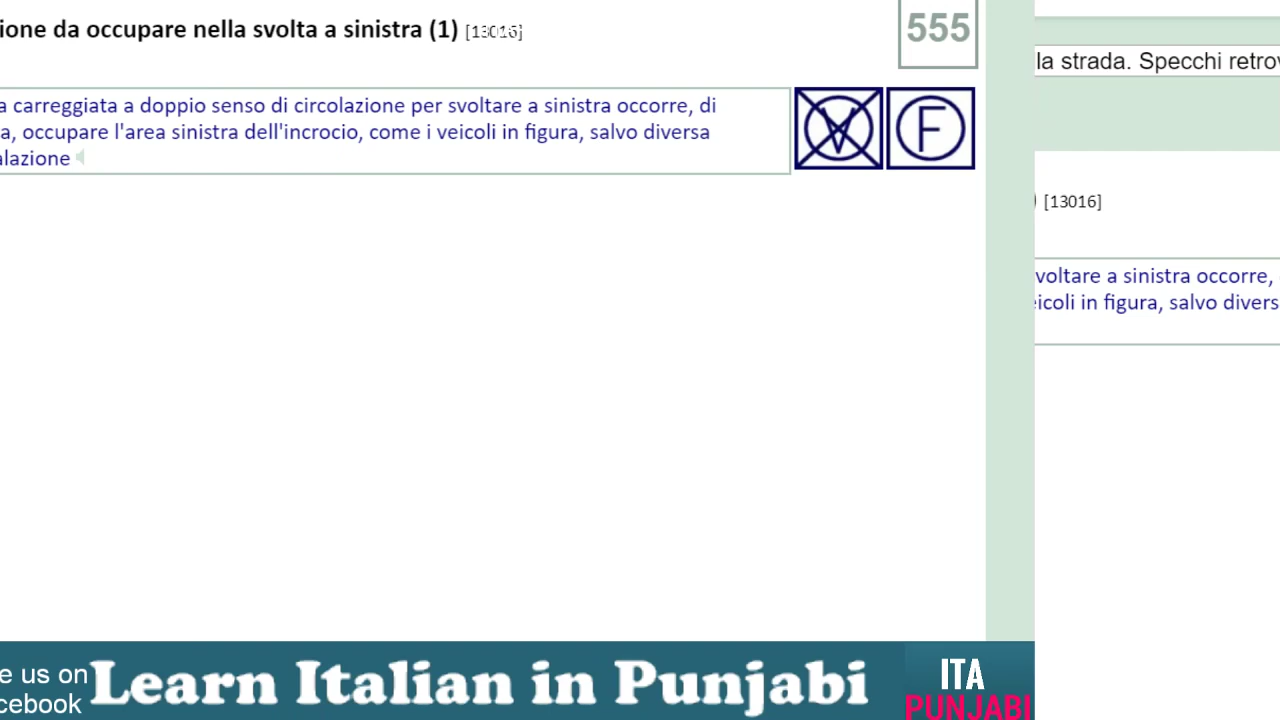 ione da occupare nella svolta a sinistra (1) [13016]
555
a carreggiata a doppio senso di circolazione per svoltare a sinistra occorre, di
a, occupare l'area sinistra dell'incrocio, come i veicoli in figura, salvo diversa
alazione
V
F
la strada. Specchi retrov
) [13016]
svoltare a sinistra occorre,
eicoli in figura, salvo divers
e us on
cebook
Learn Italian in Punjabi
ITA
PUNJABI